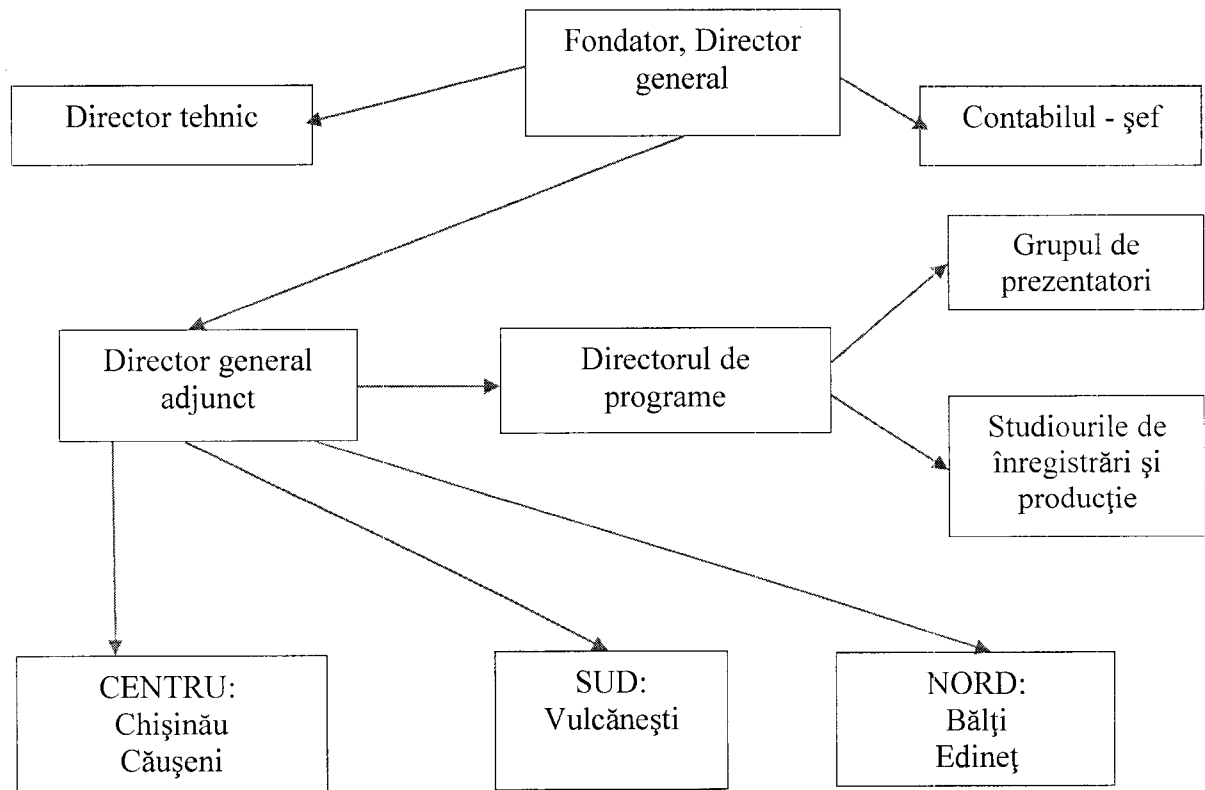 Fondator, Director
general
Director tehnic
Contabilul - şef
Grupul de
prezentatori
Director general
adjunct
Directorul de
programe
Studiourile de
înregistrări şi
producţie
CENTRU:
Chişinău
Căuşeni
SUD:
Vulcăneşti
NORD:
Bălţi
Edineţ